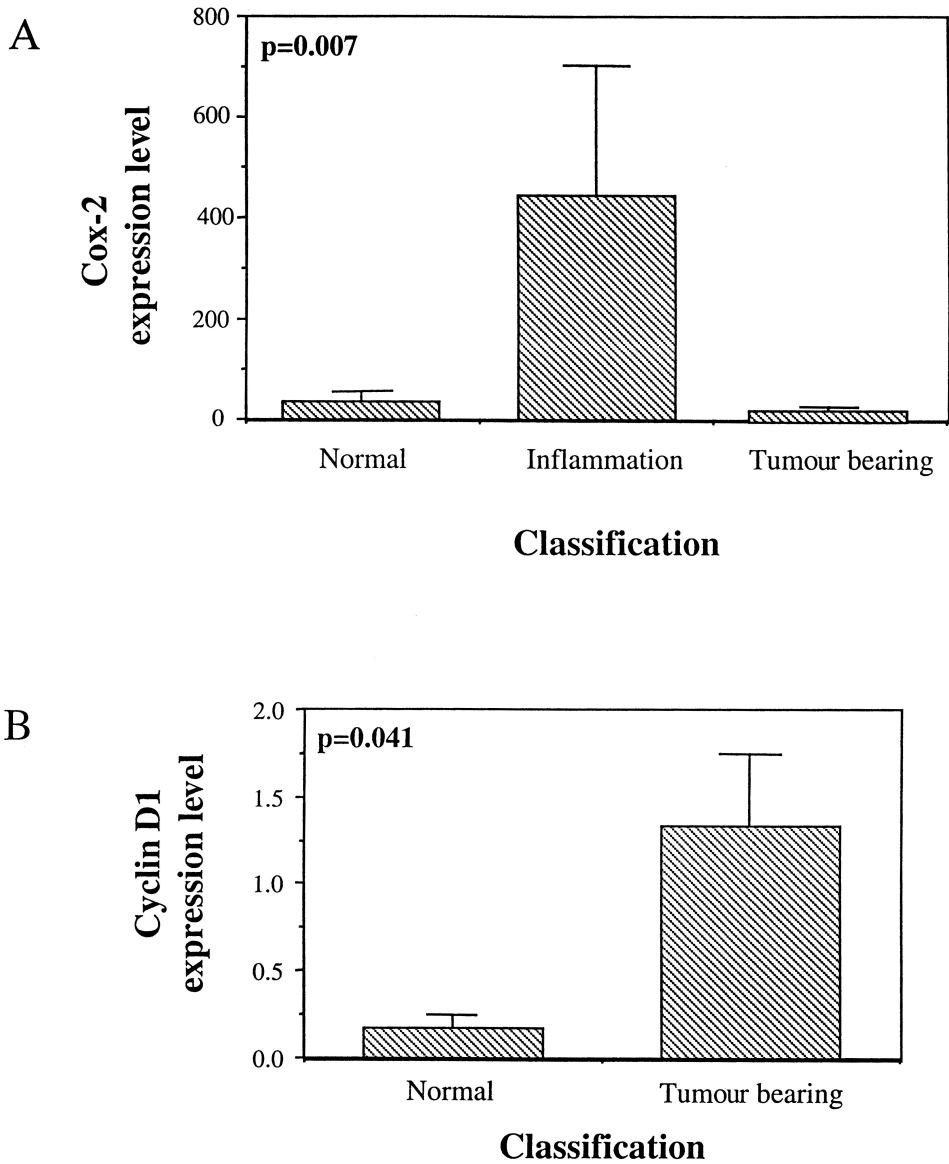 A
p=0.007
Cox-2
expression level
800
600
400
200
0
Normal Inflammation Tumour bearing
Classification
B
p=0.041
Cyclin D1
expression level
2.0
1.5
1.0
0.5
0.0
Normal Tumour bearing
Classification